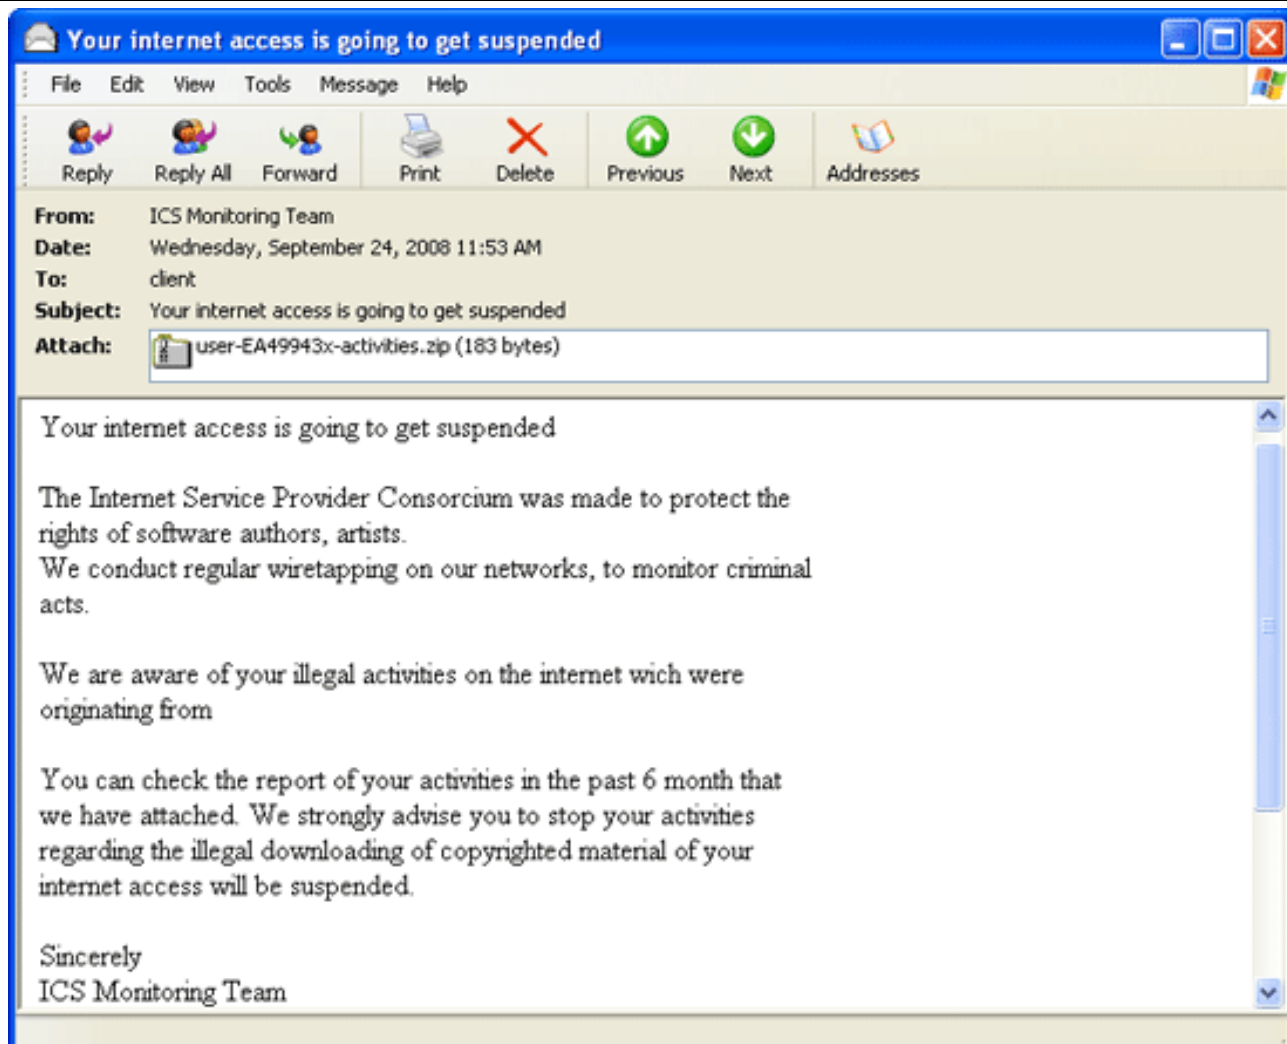 Your internet access is going to get suspended
File Edit View Tools Message Help
Reply Reply All Forward Print Delete Previous Next Addresses
From: ICS Monitoring Team
Date: Wednesday, September 24, 2008 11:53 AM
To: client
Subject: Your internet access is going to get suspended
Attach: user-EA49943x-activities.zip (183 bytes)
Your internet access is going to get suspended
The Internet Service Provider Consorcium was made to protect the
rights of software authors, artists.
We conduct regular wiretapping on our networks, to monitor criminal
acts.
We are aware of your illegal activities on the internet wich were
originating from
You can check the report of your activities in the past 6 month that
we have attached. We strongly advise you to stop your activities
regarding the illegal downloading of copyrighted material of your
internet access will be suspended.
Sincerely
ICS Monitoring Team